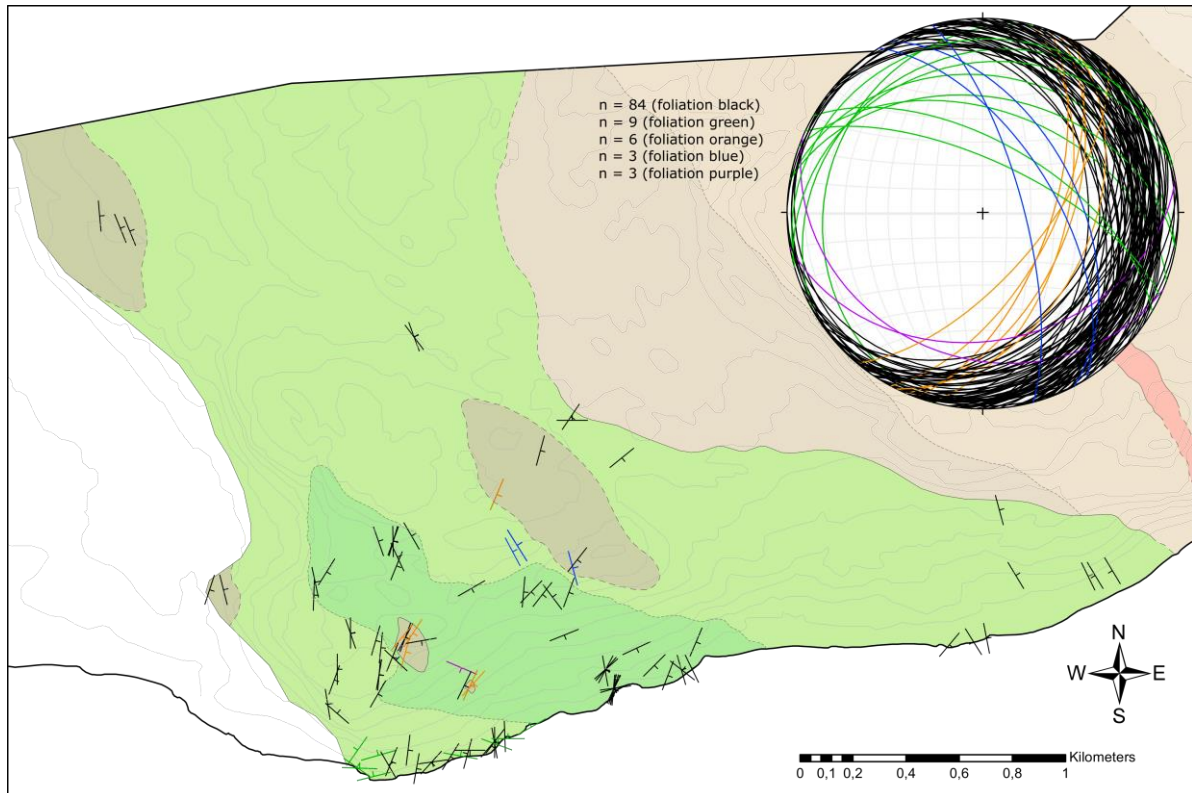 n = 84 (foliation black)
n = 9 (foliation green)
n = 6 (foliation orange)
n = 3 (foliation blue)
n = 3 (foliation purple)
N
W E
S
Kilometers
0 0,1 0,2 0,4 0,6 0,8 1